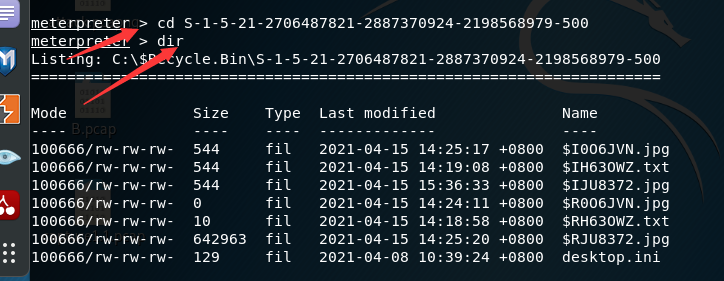 meterpreter > cd S-1-5-21-2706487821-2887370924-2198568979-500
meterpreter > dir
Listing: C:\$Recycle.Bin\S-1-5-21-2706487821-2887370924-2198568979-500
================================================================
Mode Size Type Last modified Name
---- ---- ---- ------------- ----
100666/rw-rw-rw- 544 fil 2021-04-15 14:25:17 +0800 $I0O6JVN.jpg
100666/rw-rw-rw- 544 fil 2021-04-15 14:19:08 +0800 $IH63OWZ.txt
100666/rw-rw-rw- 544 fil 2021-04-15 15:36:33 +0800 $IJU8372.jpg
100666/rw-rw-rw- 0 fil 2021-04-15 14:24:11 +0800 $R0O6JVN.jpg
100666/rw-rw-rw- 10 fil 2021-04-15 14:18:58 +0800 $RH63OWZ.txt
100666/rw-rw-rw- 642963 fil 2021-04-15 14:25:20 +0800 $RJU8372.jpg
100666/rw-rw-rw- 129 fil 2021-04-08 10:39:24 +0800 desktop.ini
B.pcap